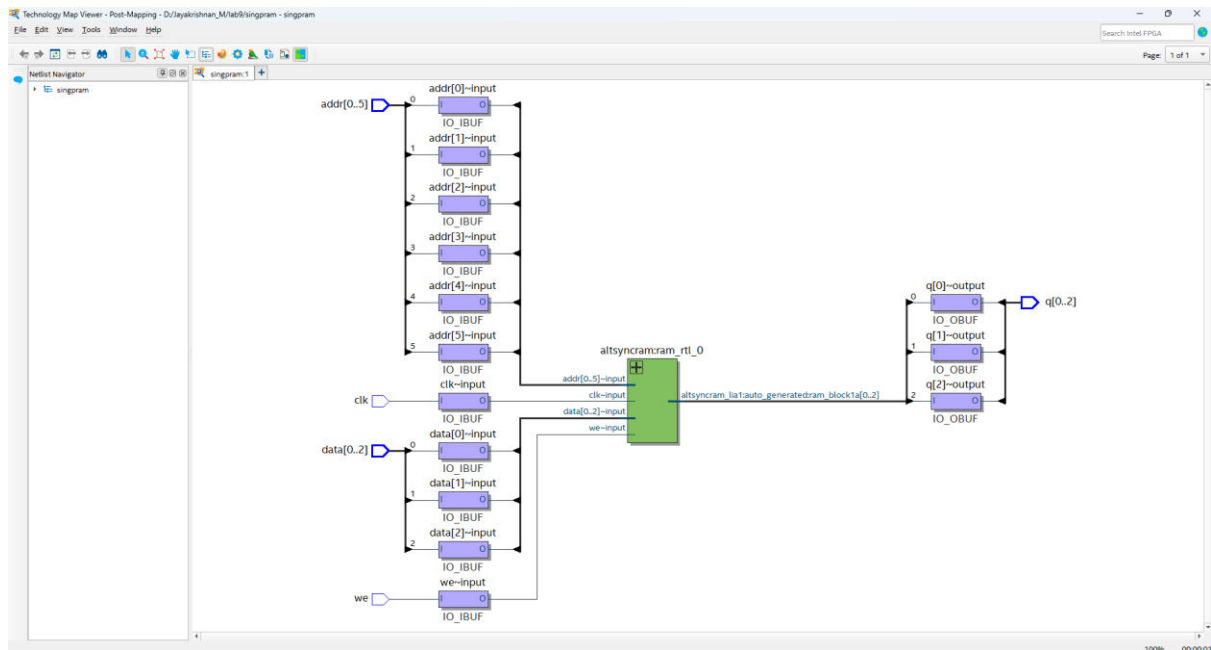 Technology Map Viewer - Post-Mapping - D:/Jayakrishnan_M/lab9/singpram - singpram
File Edit View Tools Window Help
Search Intel FPGA
Page: 1 of 1
Netlist Navigator
singpram:1
singpram
addr[0..5]
0
addr[0]~input
I O
IO_IBUF
1
addr[1]~input
I O
IO_IBUF
2
addr[2]~input
I O
IO_IBUF
3
addr[3]~input
I O
IO_IBUF
4
addr[4]~input
I O
IO_IBUF
5
addr[5]~input
I O
IO_IBUF
clk
clk~input
I O
IO_IBUF
data[0..2]
0
data[0]~input
I O
IO_IBUF
1
data[1]~input
I O
IO_IBUF
2
data[2]~input
I O
IO_IBUF
we
we~input
I O
IO_IBUF
altsyncram:ram_rtl_0
addr[0..5]~input
clk~input
data[0..2]~input
we~input
altsyncram_lia1:auto_generated:ram_block1a[0..2]
0
q[0]~output
I O
IO_OBUF
1
q[1]~output
I O
IO_OBUF
2
q[2]~output
I O
IO_OBUF
q[0..2]
100% 00:00:01